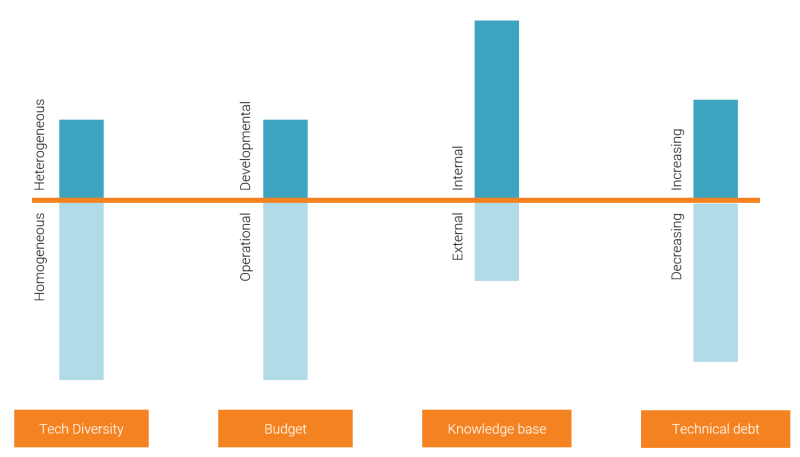 Heterogeneous
Homogeneous
Developmental
Operational
Internal
External
Increasing
Decreasing
Tech Diversity
Budget
Knowledge base
Technical debt